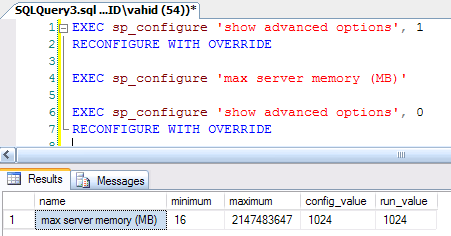 SQLQuery3.sql ...ID\vahid (54))*
1 EXEC sp_configure 'show advanced options', 1
2 RECONFIGURE WITH OVERRIDE
3
4 EXEC sp_configure 'max server memory (MB)'
5
6 EXEC sp_configure 'show advanced options', 0
7 RECONFIGURE WITH OVERRIDE
8
Results Messages
name minimum maximum config_value run_value
1 max server memory (MB) 16 2147483647 1024 1024